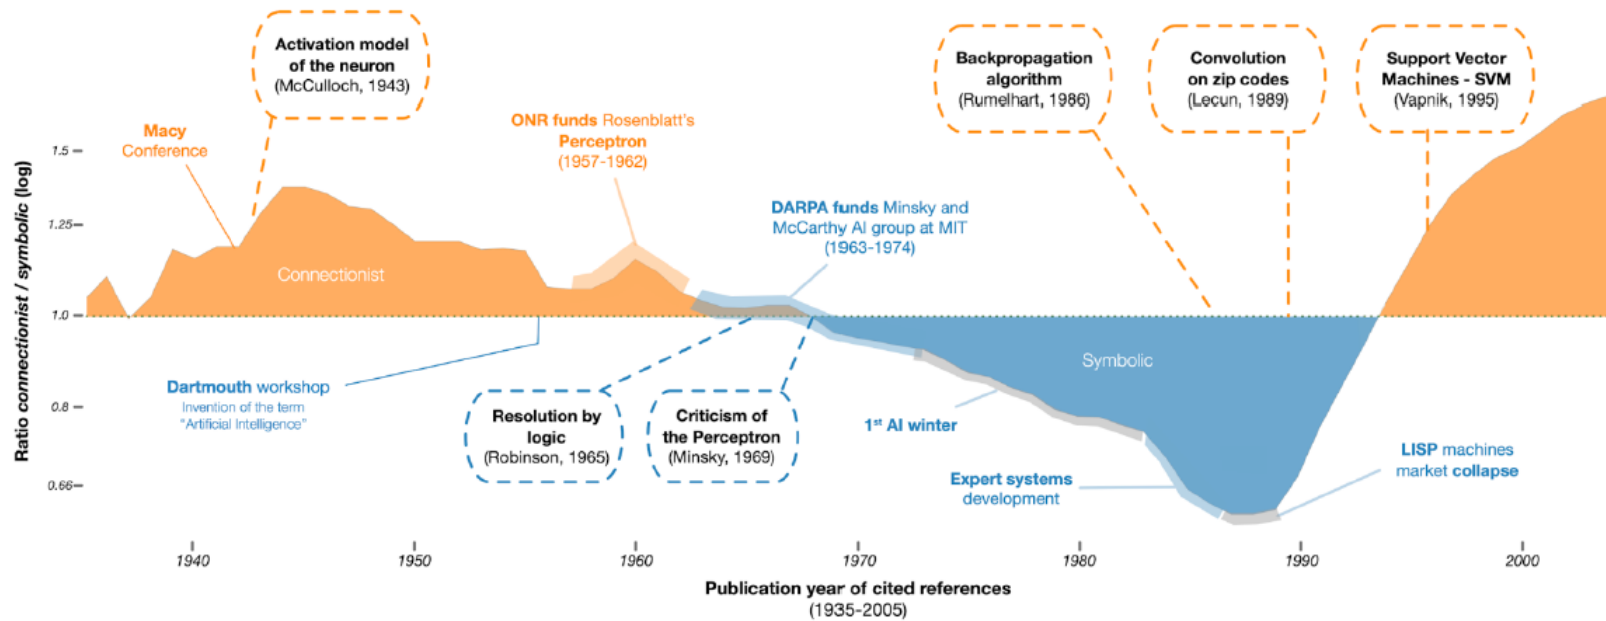 Activation model
of the neuron
(McCulloch, 1943)
Backpropagation
algorithm
(Rumelhart, 1986)
Convolution
on zip codes
(Lecun, 1989)
Support Vector
Machines - SVM
(Vapnik, 1995)
Macy
Conference
ONR funds Rosenblatt's
Perceptron
(1957-1962)
DARPA funds Minsky and
McCarthy AI group at MIT
(1963-1974)
Ratio connectionist / symbolic (log)
1.5
1.25
1.0
0.8
0.66
Connectionist
Symbolic
Dartmouth workshop
Invention of the term
"Artificial Intelligence"
Resolution by
logic
(Robinson, 1965)
Criticism of
the Perceptron
(Minsky, 1969)
1st AI winter
Expert systems
development
LISP machines
market collapse
1940
1950
1960
1970
1980
1990
2000
Publication year of cited references
(1935-2005)